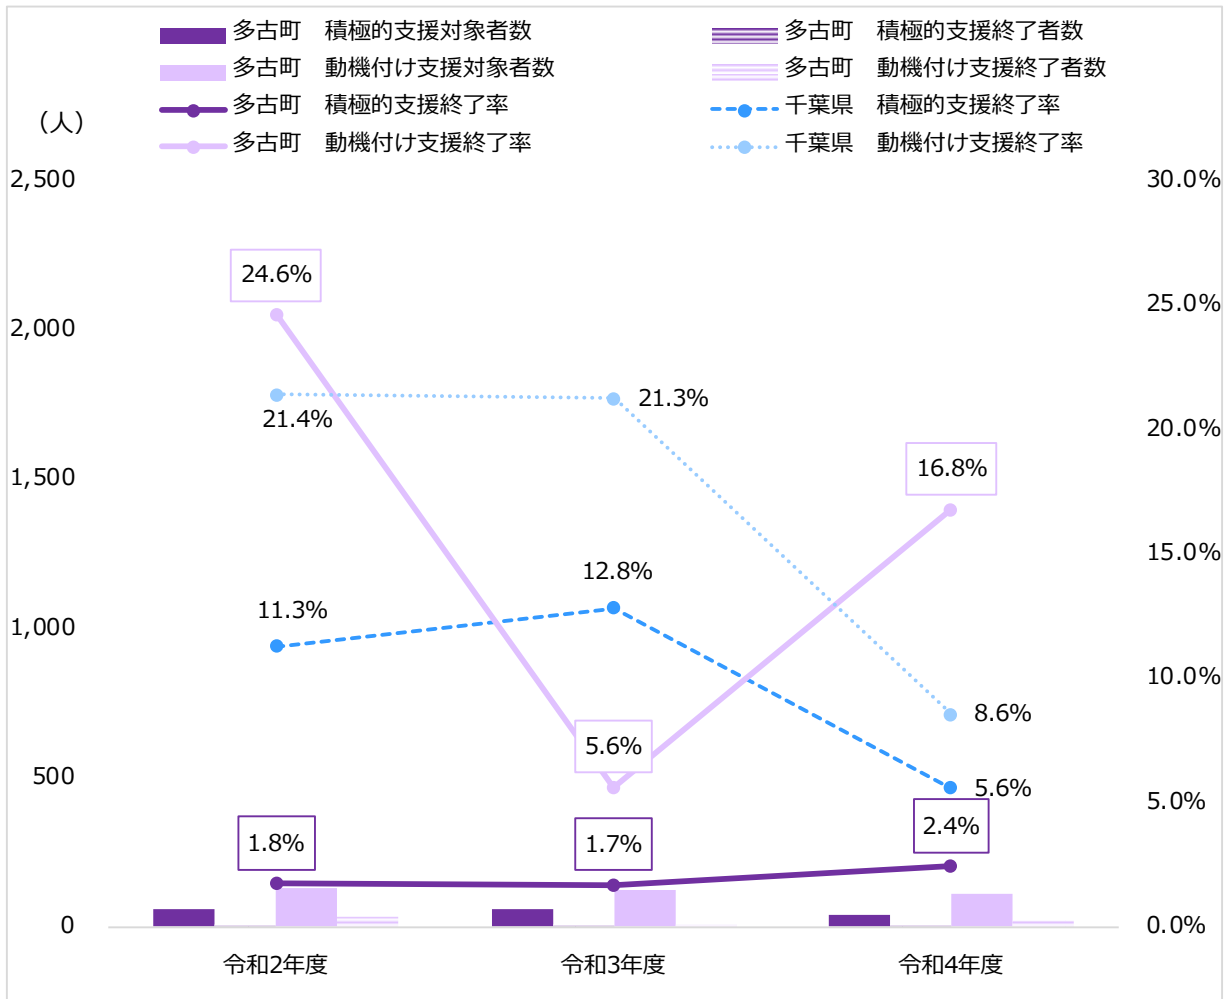 多古町　積極的支援対象者数
多古町　積極的支援終了者数
多古町　動機付け支援対象者数
多古町　動機付け支援終了者数
多古町　積極的支援終了率
千葉県　積極的支援終了率
多古町　動機付け支援終了率
千葉県　動機付け支援終了率
（人）
2,500
2,000
1,500
1,000
500
0
30.0%
25.0%
20.0%
15.0%
10.0%
5.0%
0.0%
24.6%
21.4%
21.3%
16.8%
12.8%
11.3%
8.6%
5.6%
5.6%
2.4%
1.8%
1.7%
令和2年度
令和3年度
令和4年度